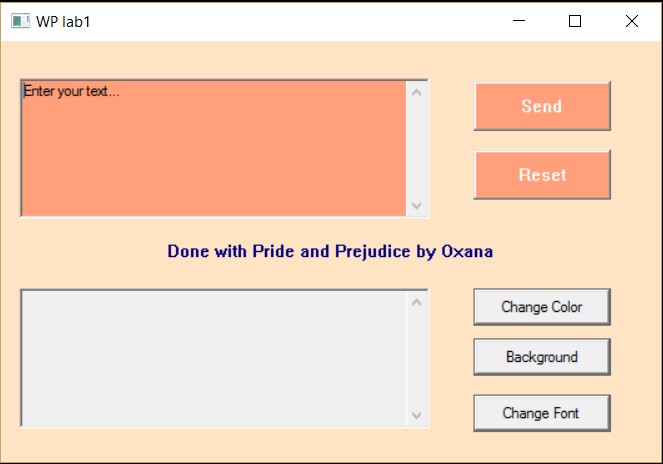 WP lab1
Enter your text...
Send
Reset
Done with Pride and Prejudice by Oxana
Change Color
Background
Change Font